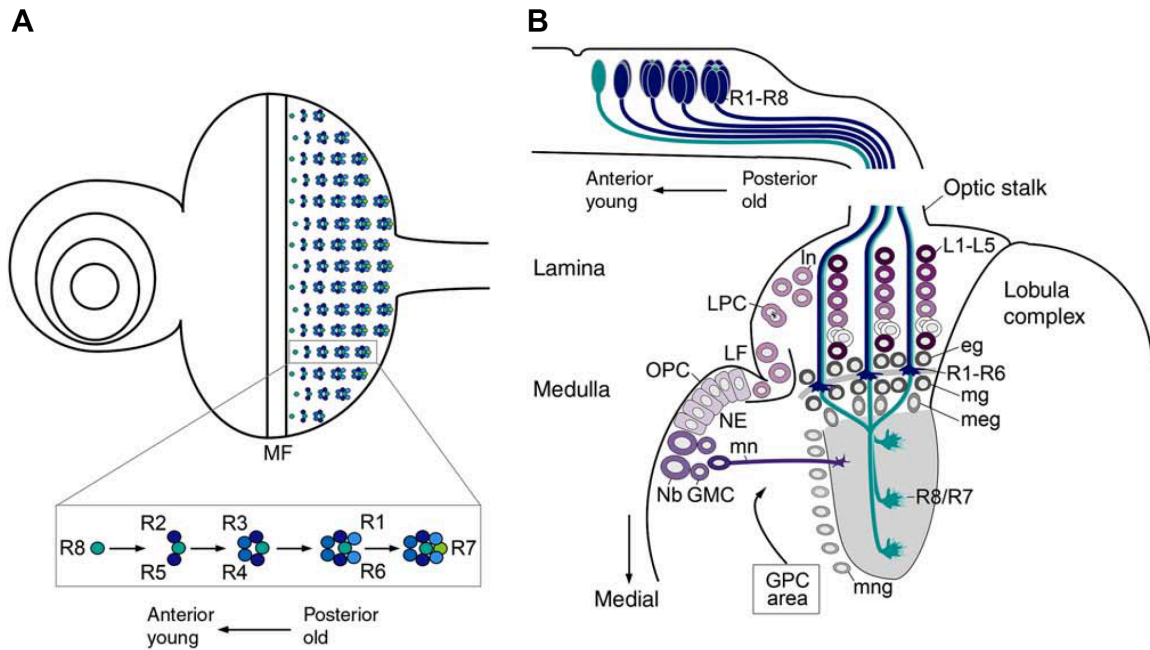 A
MF
R2
R3
R1
R8
R7
R5
R4
R6
Anterior
young
Posterior
old
B
R1-R8
Anterior
young
Posterior
old
Optic stalk
Lamina
ln
L1-L5
LPC
Lobula
complex
LF
eg
OPC
R1-R6
Medulla
mg
NE
meg
mn
Nb
GMC
R8/R7
GPC
area
mng
Medial